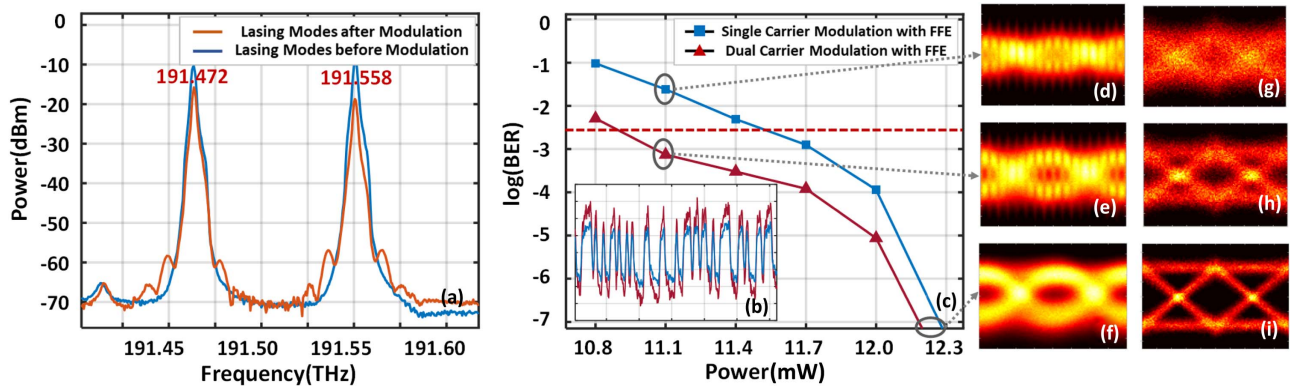 0
-10
-20
-30
-40
-50
-60
-70
Power(dBm)
Lasing Modes after Modulation
Lasing Modes before Modulation
191.472
191.558
(a)
191.45
191.50
191.55
191.60
Frequency(THz)
0
-1
-2
-3
-4
-5
-6
-7
log(BER)
Single Carrier Modulation with FFE
Dual Carrier Modulation with FFE
(b)
(c)
10.8
11.1
11.4
11.7
12.0
12.3
Power(mW)
(d)
(g)
(e)
(h)
(f)
(i)